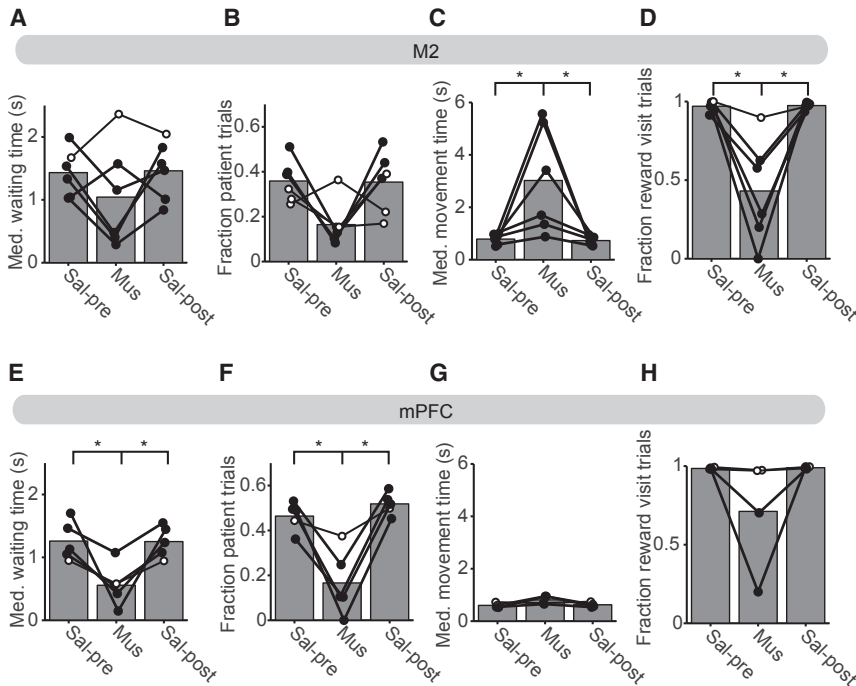 A B C D
M2
* * * *
Med. waiting time (s)
2
1
0
Sal-pre Mus Sal-post
Fraction patient trials
0.6
0.4
0.2
0
Sal-pre Mus Sal-post
Med. movement time (s)
6
4
2
0
Sal-pre Mus Sal-post
Fraction reward visit trials
1
0.5
0
Sal-pre Mus Sal-post
E F G H
mPFC
* * * *
Med. waiting time (s)
2
1
0
Sal-pre Mus Sal-post
Fraction patient trials
0.6
0.4
0.2
0
Sal-pre Mus Sal-post
Med. movement time (s)
6
4
2
0
Sal-pre Mus Sal-post
Fraction reward visit trials
1
0.5
0
Sal-pre Mus Sal-post